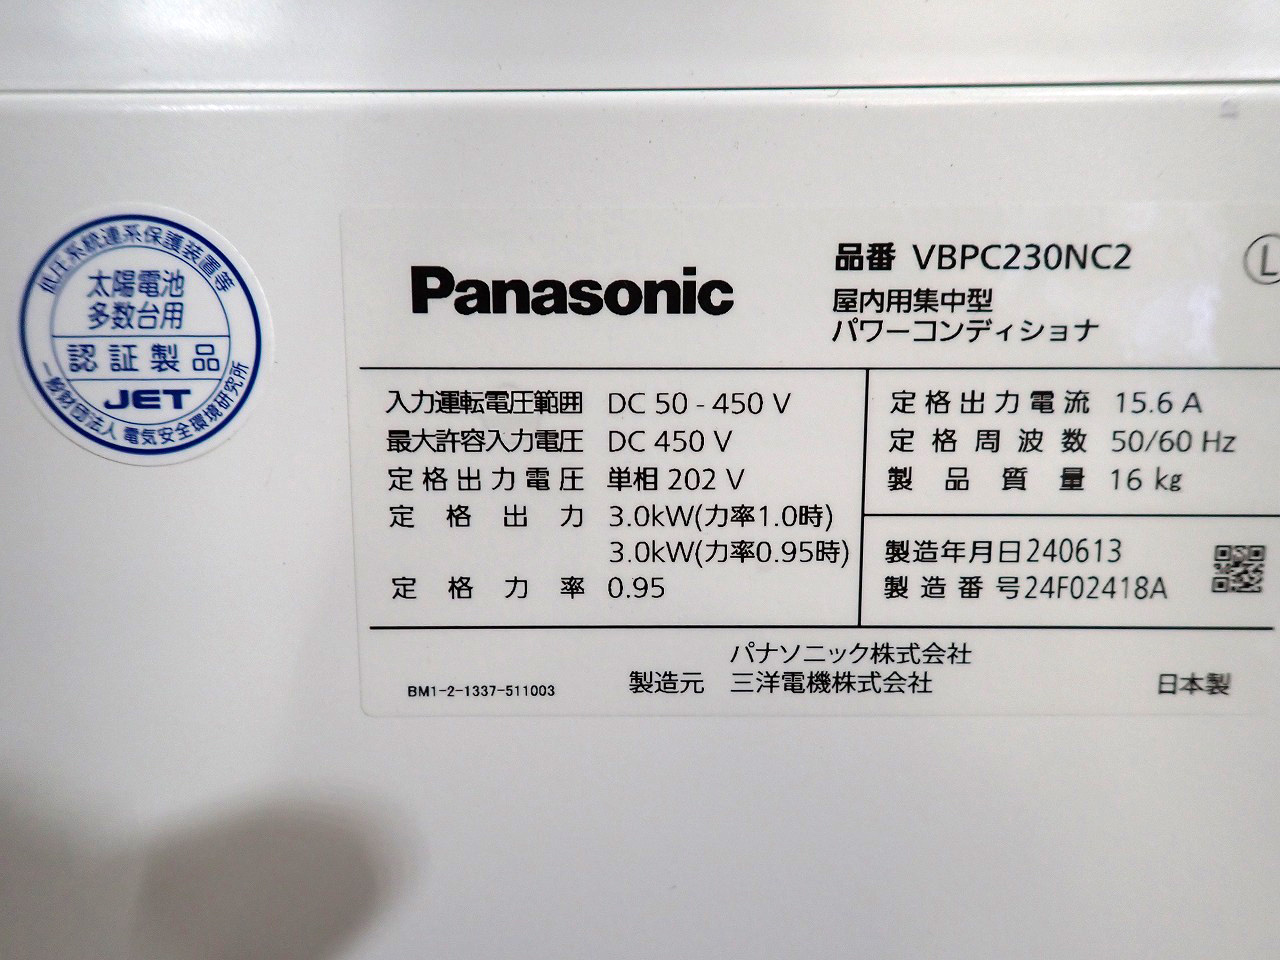 低圧系統連系保護装置等
太陽電池
多数台用
認証製品
JET
一般財団法人 電気安全環境研究所
Panasonic
品番 VBPC230NC2
屋内用集中型
パワーコンディショナ
L
入力運転電圧範囲 DC 50 - 450 V
最大許容入力電圧 DC 450 V
定格出力電圧 単相 202 V
定格出力 3.0kW(力率1.0時)
3.0kW(力率0.95時)
定格力率 0.95
定格出力電流 15.6 A
定格周波数 50/60 Hz
製品質量 16 kg
製造年月日 240613
製造番号 24F02418A
パナソニック株式会社
製造元 三洋電機株式会社
BM1-2-1337-511003
日本製